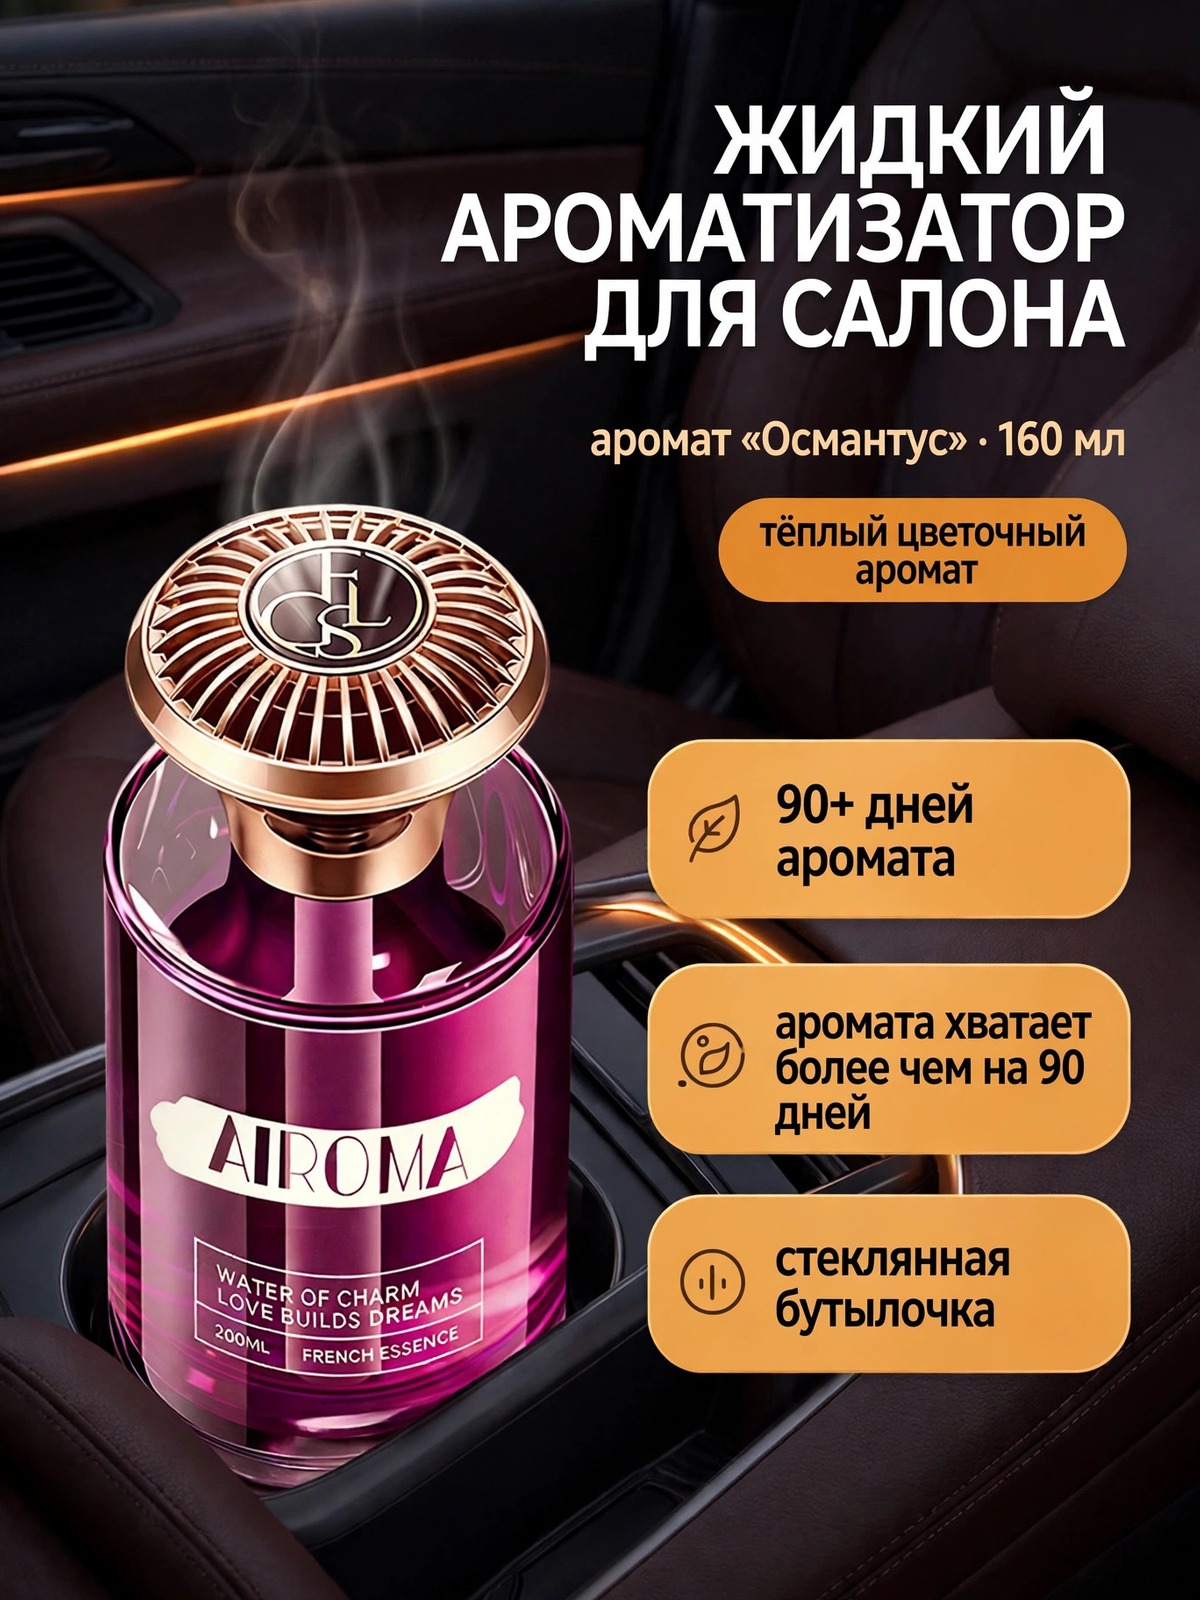 ЖИДКИЙ
АРОМАТИЗАТОР
ДЛЯ САЛОНА
аромат «Османтус» · 160 мл
тёплый цветочный
аромат
90+ дней
аромата
аромата хватает
более чем на 90
дней
стеклянная
бутылочка
AIROMA
WATER OF CHARM
LOVE BUILDS DREAMS
200ML FRENCH ESSENCE